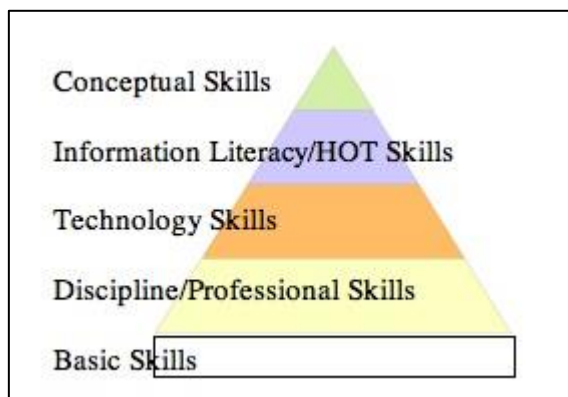 Conceptual Skills
Information Literacy/HOT Skills
Technology Skills
Discipline/Professional Skills
Basic Skills